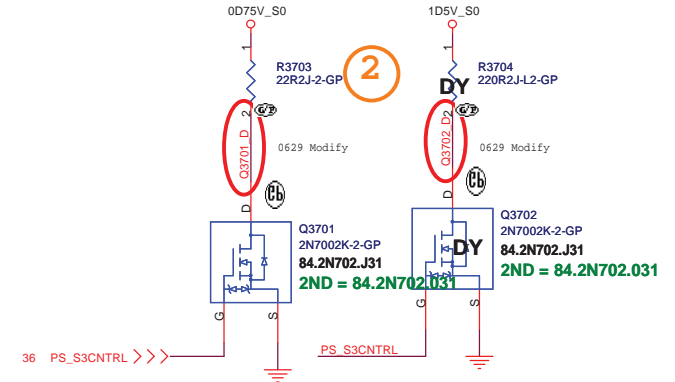 0D75V_S0
1D5V_S0
1
1
R3703
22R2J-2-GP
2
R3704
220R2J-L2-GP
DY
2
G/P
2
G/P
Q3701_D
0629 Modify
Q3702_D
0629 Modify
D
D
Q3701
2N7002K-2-GP
84.2N702.J31
2ND = 84.2N702.031
Q3702
2N7002K-2-GP
84.2N702.J31
2ND = 84.2N702.031
DY
G
S
G
S
36 PS_S3CNTRL
PS_S3CNTRL